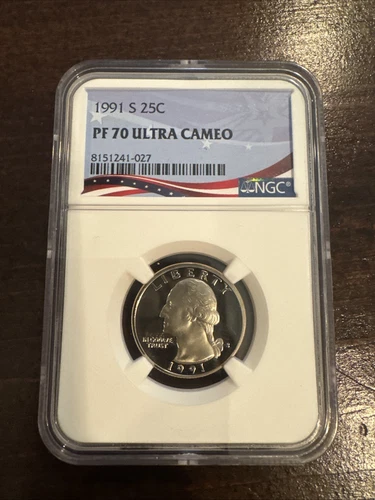 1991 S 25C
PF 70 ULTRA CAMEO
8151241-027
NGC
LIBERTY
IN GOD WE
TRUST
S
1991